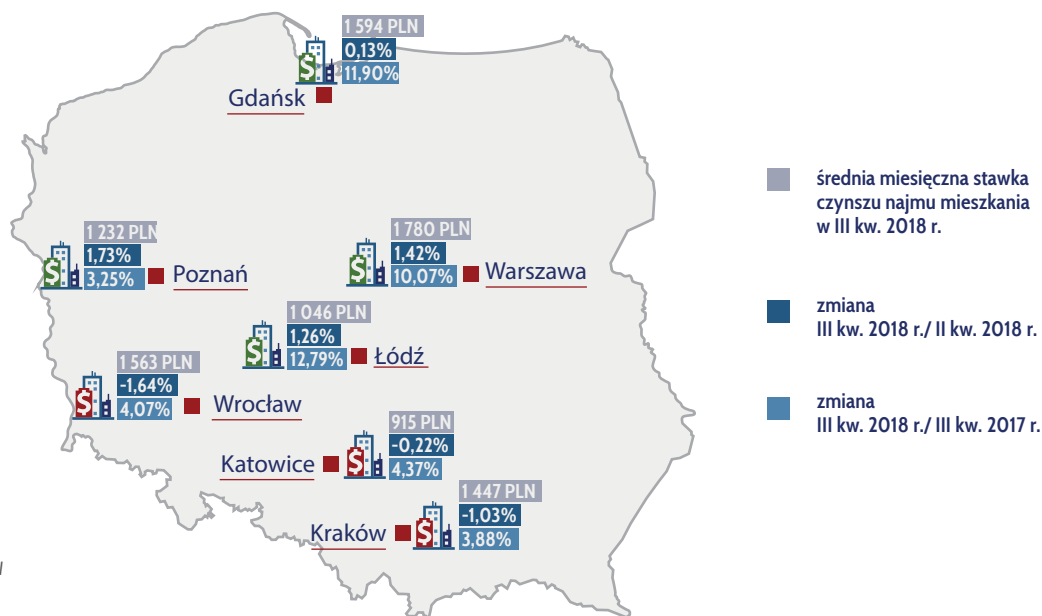 1 594 PLN
0,13%
11,90%
Gdańsk
1 232 PLN
1,73%
3,25%
Poznań
1 780 PLN
1,42%
10,07%
Warszawa
1 046 PLN
1,26%
12,79%
Łódź
1 563 PLN
-1,64%
4,07%
Wrocław
915 PLN
-0,22%
4,37%
Katowice
1 447 PLN
-1,03%
3,88%
Kraków
średnia miesięczna stawka
czynszu najmu mieszkania
w III kw. 2018 r.
zmiana
III kw. 2018 r./ II kw. 2018 r.
zmiana
III kw. 2018 r./ III kw. 2017 r.